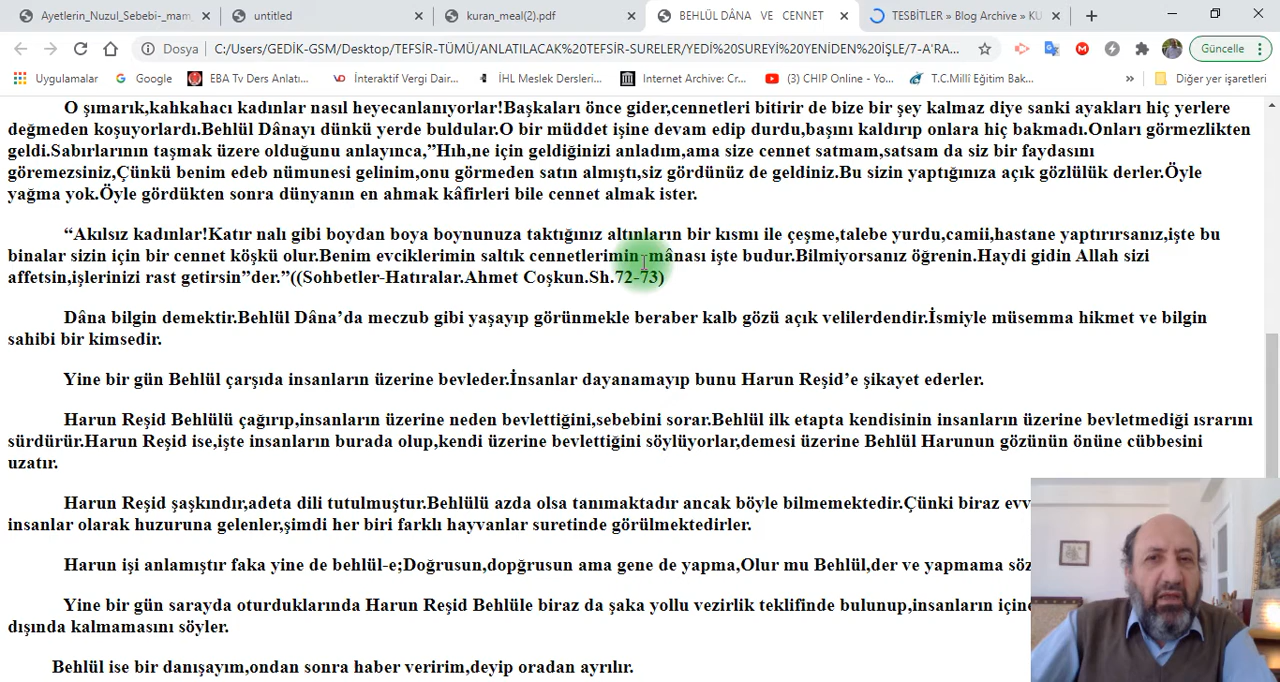 Ayetlerin_Nuzul_Sebebi-_mam
untitled
kuran_meal(2).pdf
BEHLÜL DÂNA VE CENNET
TESBİTLER » Blog Archive » KU
Dosya
C:/Users/GEDİK-GSM/Desktop/TEFSİR-TÜMÜ/ANLATILACAK%20TEFSİR-SURELER/YEDİ%20SUREYİ%20YENİDEN%20İŞLE/7-A'RA...
Güncelle
Uygulamalar
Google
EBA Tv Ders Anlatı...
İnteraktif Vergi Dair...
İHL Meslek Dersleri...
Internet Archive: Cr...
(3) CHIP Online - Yo...
T.C.Millî Eğitim Bak...
»
Diğer yer işaretleri
O şımarık,kahkahacı kadınlar nasıl heyecanlanıyorlar!Başkaları önce gider,cennetleri bitirir de bize bir şey kalmaz diye sanki ayakları hiç yerlere
değmeden koşuyorlardı.Behlül Dânayı dünkü yerde buldular.O bir müddet işine devam edip durdu,başını kaldırıp onlara hiç bakmadı.Onları görmezlikten
geldi.Sabırlarının taşmak üzere olduğunu anlayınca,”Hıh,ne için geldiğinizi anladım,ama size cennet satmam,satsam da siz bir faydasını
göremezsiniz,Çünkü benim edeb nümunesi gelinim,onu görmeden satın almıştı,siz gördünüz de geldiniz.Bu sizin yaptığınıza açık gözlülük derler.Öyle
yağma yok.Öyle gördükten sonra dünyanın en ahmak kâfirleri bile cennet almak ister.
“Akılsız kadınlar!Katır nalı gibi boydan boya boynunuza taktığınız altınların bir kısmı ile çeşme,talebe yurdu,camii,hastane yaptırırsanız,işte bu
binalar sizin için bir cennet köşkü olur.Benim evciklerimin saltık cennetlerimin mânası işte budur.Bilmiyorsanız öğrenin.Haydi gidin Allah sizi
affetsin,işlerinizi rast getirsin”der.”((Sohbetler-Hatıralar.Ahmet Coşkun.Sh.72-73)
Dâna bilgin demektir.Behlül Dâna’da meczub gibi yaşayıp görünmekle beraber kalb gözü açık velilerdendir.İsmiyle müsemma hikmet ve bilgin
sahibi bir kimsedir.
Yine bir gün Behlül çarşıda insanların üzerine bevleder.İnsanlar dayanamayıp bunu Harun Reşid’e şikayet ederler.
Harun Reşid Behlülü çağırıp,insanların üzerine neden bevlettiğini,sebebini sorar.Behlül ilk etapta kendisinin insanların üzerine bevletmediği ısrarını
sürdürür.Harun Reşid ise,işte insanların burada olup,kendi üzerine bevlettiğini söylüyorlar,demesi üzerine Behlül Harunun gözünün önüne cübbesini
uzatır.
Harun Reşid şaşkındır,adeta dili tutulmuştur.Behlülü azda olsa tanımaktadır ancak böyle bilmemektedir.Çünki biraz evv
insanlar olarak huzuruna gelenler,şimdi her biri farklı hayvanlar suretinde görülmektedirler.
Harun işi anlamıştır faka yine de behlül-e;Doğrusun,dopğrusun ama gene de yapma,Olur mu Behlül,der ve yapmama söz
Yine bir gün sarayda oturduklarında Harun Reşid Behlüle biraz da şaka yollu vezirlik teklifinde bulunup,insanların içine
dışında kalmamasını söyler.
Behlül ise bir danışayım,ondan sonra haber veririm,deyip oradan ayrılır.